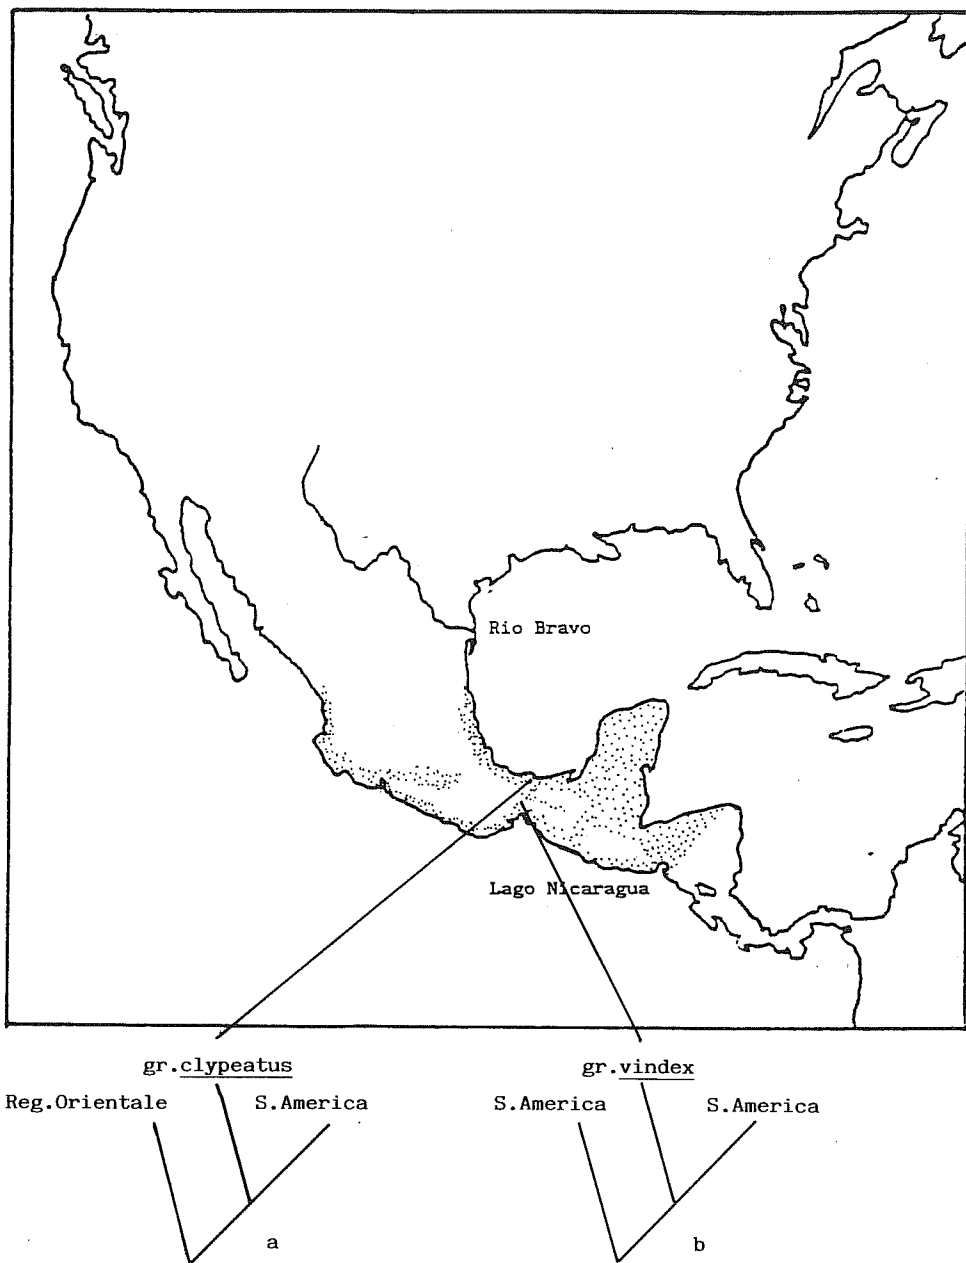 Rio Bravo
Lago Nicaragua
gr.clypeatus
gr.vindex
Reg.Orientale
S.America
S.America
S.America
a
b